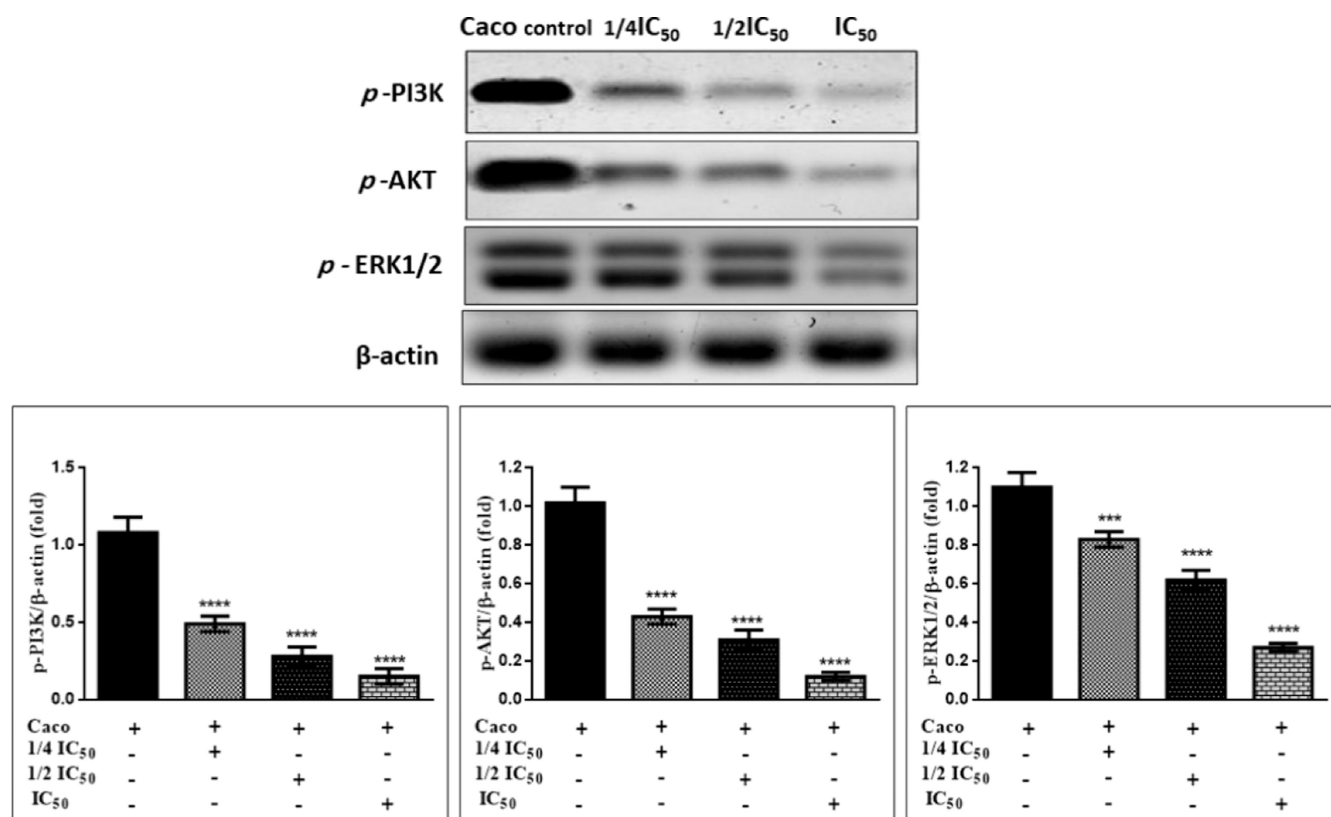 Caco control 1/4IC₅₀ 1/2IC₅₀ IC₅₀
p-PI3K
p-AKT
p - ERK1/2
β-actin
p-PI3K/β-actin (fold)
1.5
1.0
0.5
0.0
****
****
****
Caco + + + +
1/4 IC₅₀ - + - -
1/2 IC₅₀ - - + -
IC₅₀ - - - +
p-AKT/β-actin (fold)
1.2
1.0
0.8
0.6
0.4
0.2
0.0
****
****
****
Caco + + + +
1/4 IC₅₀ - + - -
1/2 IC₅₀ - - + -
IC₅₀ - - - +
p-ERK1/2/β-actin (fold)
1.2
1.0
0.8
0.6
0.4
0.2
0.0
***
****
****
Caco + + + +
1/4 IC₅₀ - + - -
1/2 IC₅₀ - - + -
IC₅₀ - - - +